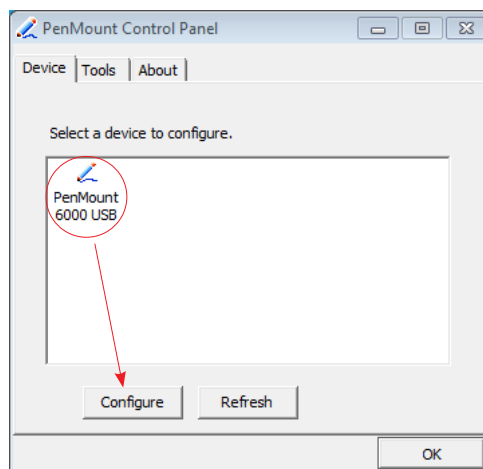 PenMount Control Panel
Device Tools About
Select a device to configure.
PenMount
6000 USB
Configure Refresh
OK